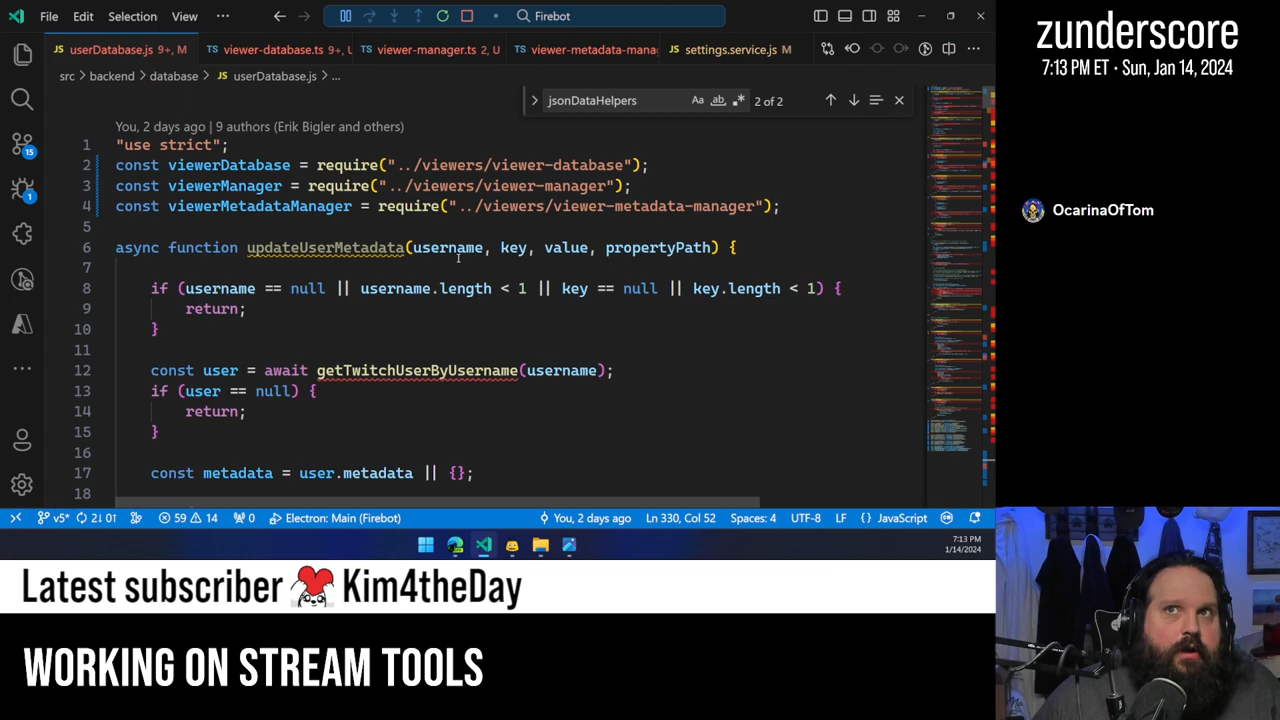 File Edit Selection View ··· Firebot
userDatabase.js 9+, M viewer-database.ts 9+, U viewer-manager.ts 2, U viewer-metadata-mana settings.service.js M
src > backend > database > userDatabase.js > ...
jsonDataHelpers Aa ab 2 of 2
You, 2 days ago | 9 authors (Erik Bigler and others)
1 "use strict";
2 const viewerDatabase = require("../viewers/viewer-database");
3 const viewerManager = require("../viewers/viewer-manager");
4 const viewerMetadataManager = require("../viewers/viewer-metadata-manager");
5
6 async function updateUserMetadata(username, key, value, propertyPath) {
7
8 if (username == null || username.length < 1 || key == null || key.length < 1) {
9 return;
10 }
11
12 const user = await getTwitchUserByUsername(username);
13 if (user == null) {
14 return;
15 }
16
17 const metadata = user.metadata || {};
18
15
1
v5* 2↓ 0↑ 59 14 0 Electron: Main (Firebot) You, 2 days ago Ln 330, Col 52 Spaces: 4 UTF-8 LF {} JavaScript
7:13 PM
1/14/2024
Latest subscriber Kim4theDay
WORKING ON STREAM TOOLS
zunderscore
7:13 PM ET • Sun, Jan 14, 2024
OcarinaOfTom